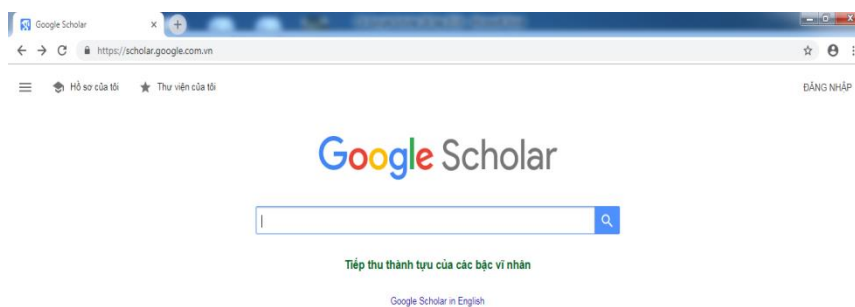 Google Scholar
https://scholar.google.com.vn
Hồ sơ của tôi Thư viện của tôi ĐĂNG NHẬP
Google Scholar
Tiếp thu thành tựu của các bậc vĩ nhân
Google Scholar in English